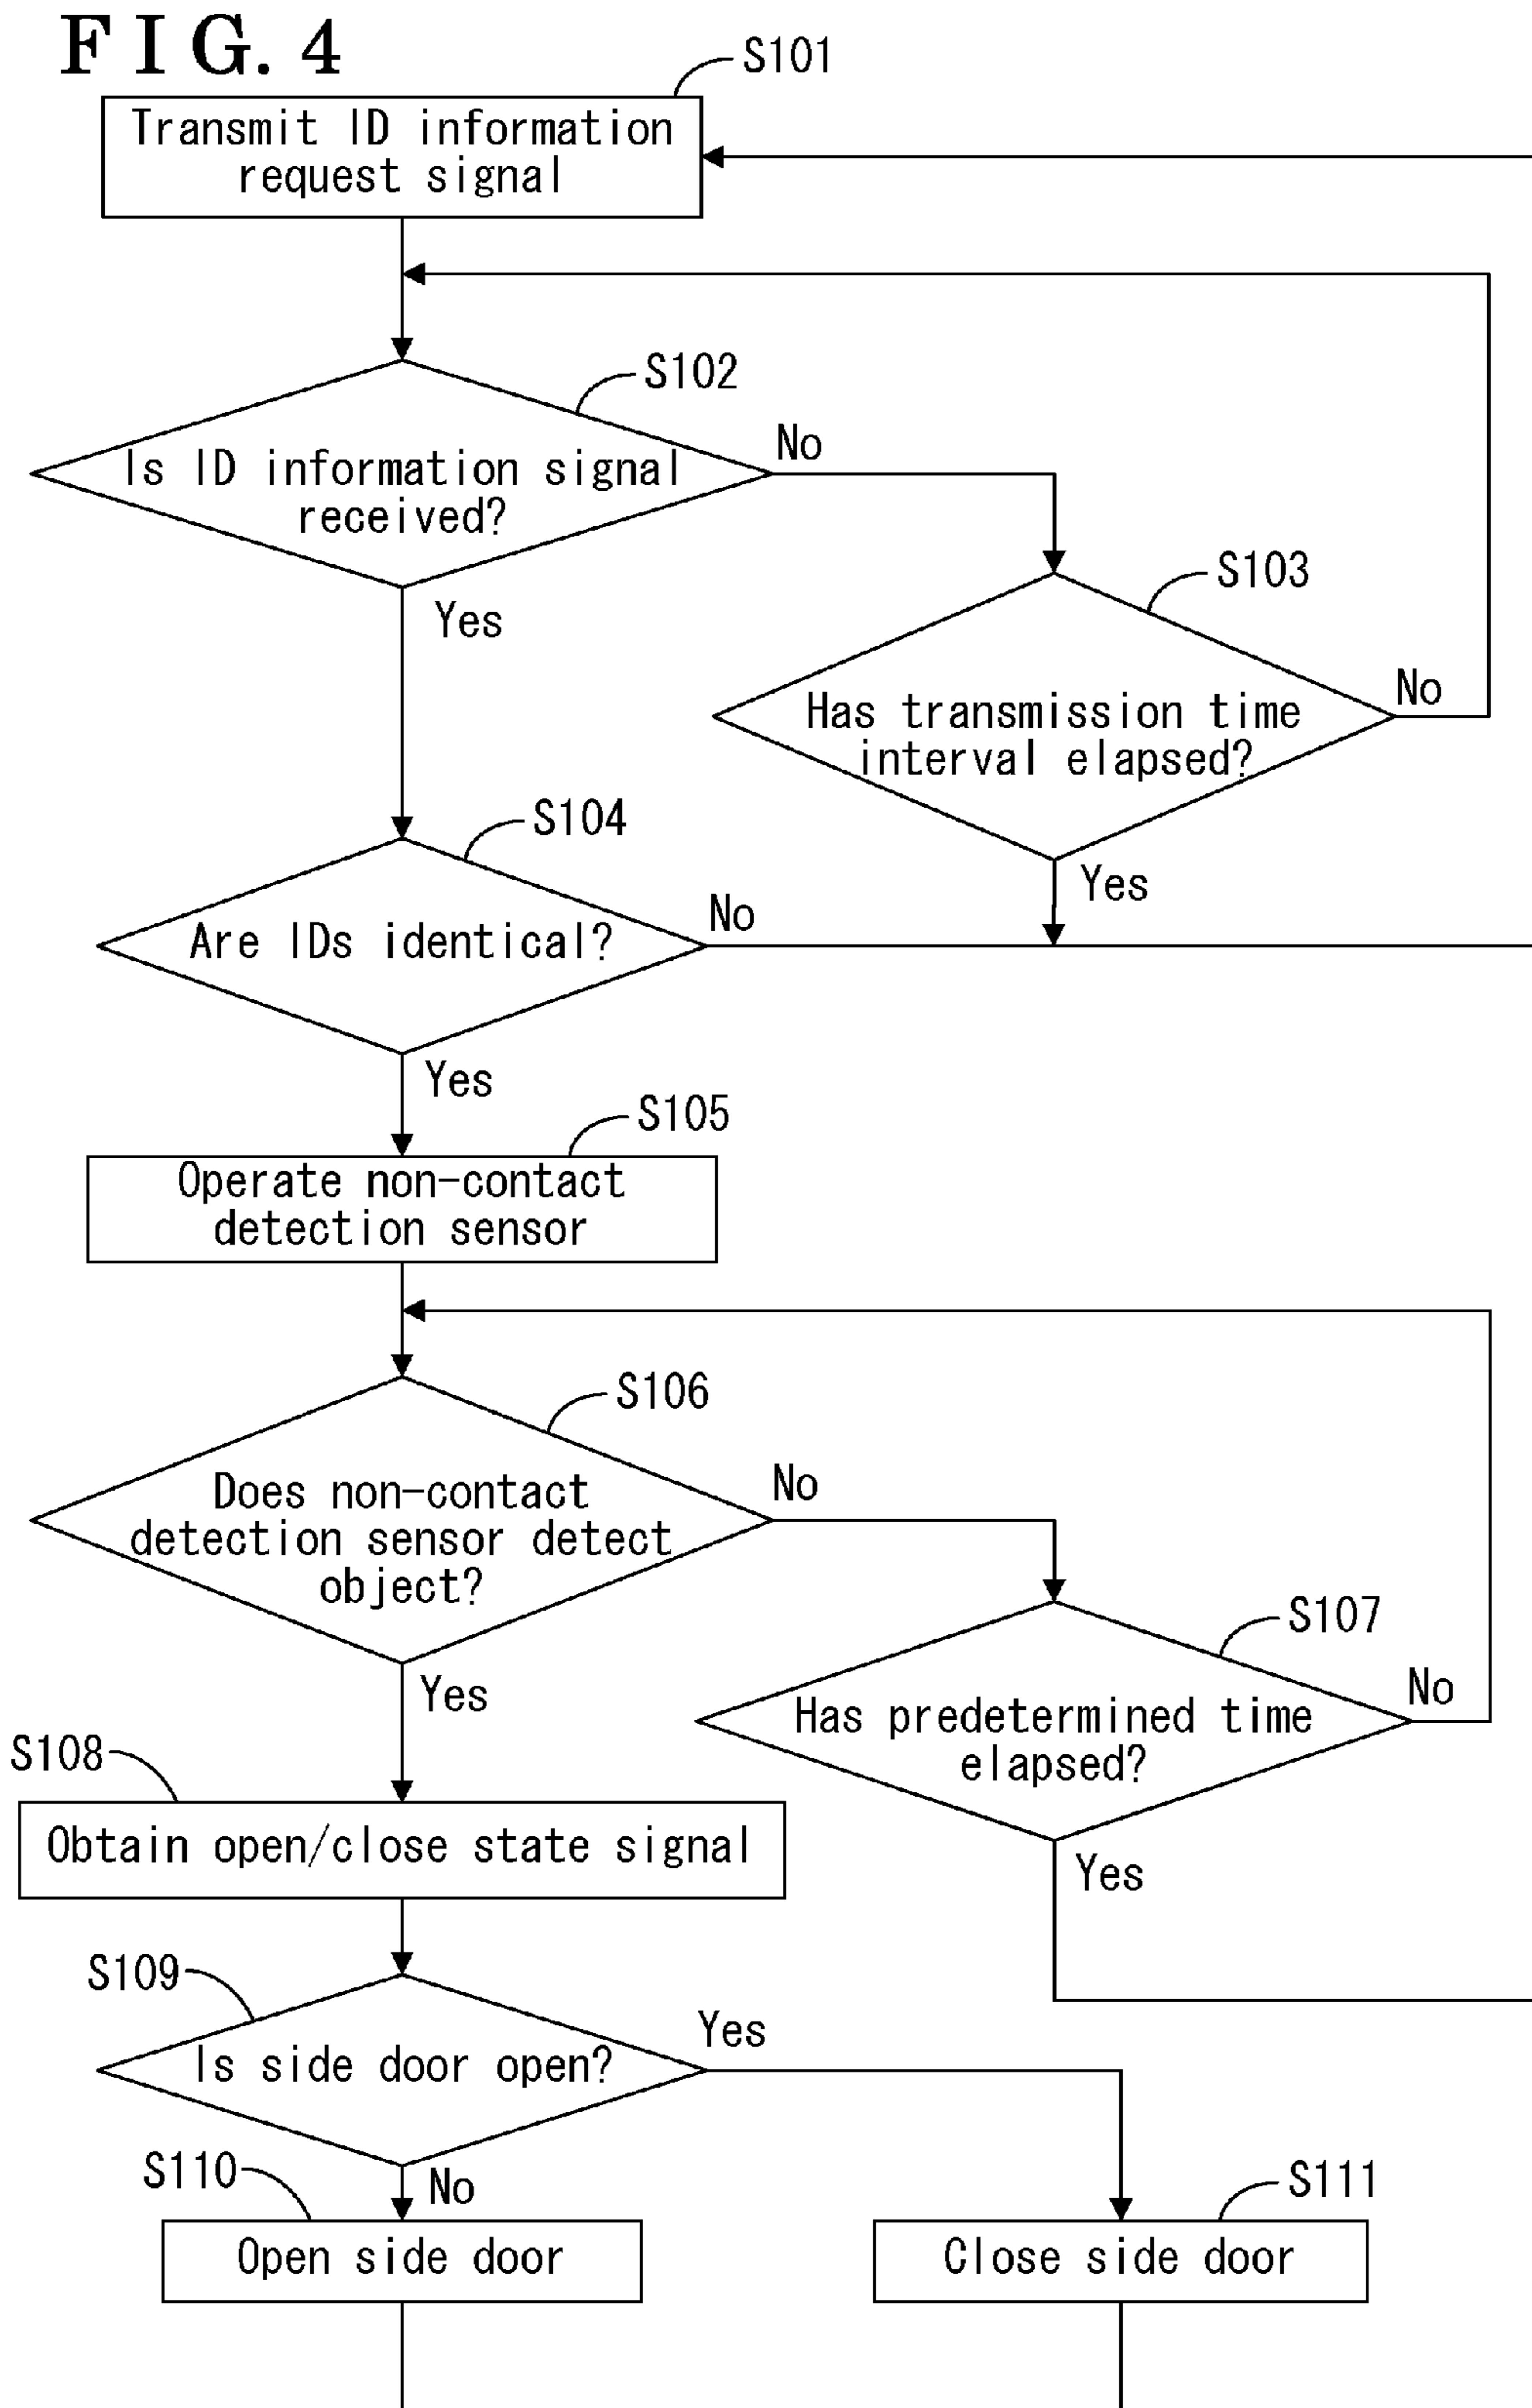 FIG. 4
S101
Transmit ID information
request signal
S102
Is ID information signal
received?
No
Yes
S103
Has transmission time
interval elapsed?
No
Yes
S104
Are IDs identical?
No
Yes
S105
Operate non-contact
detection sensor
S106
Does non-contact
detection sensor detect
object?
No
Yes
S107
Has predetermined time
elapsed?
No
Yes
S108
Obtain open/close state signal
S109
Is side door open?
Yes
No
S110
Open side door
S111
Close side door